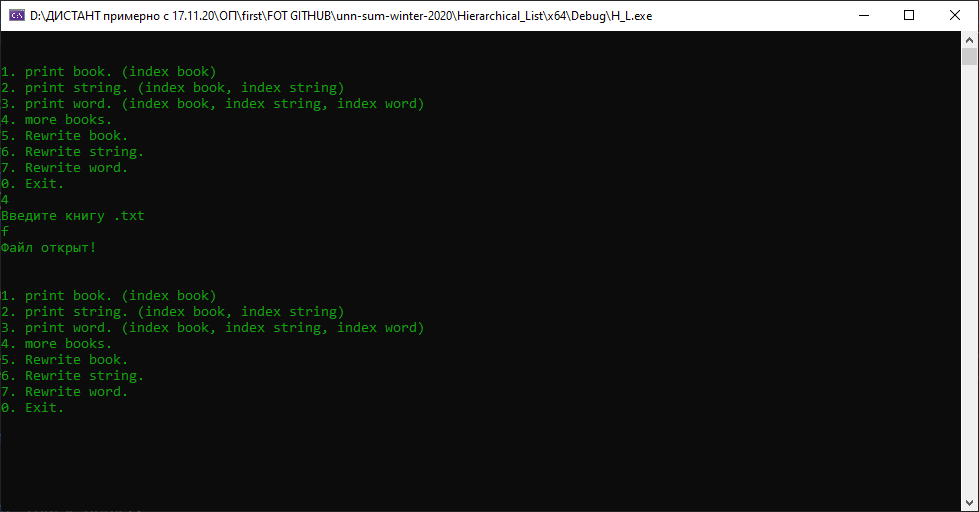 D:\ДИСТАНТ примерно с 17.11.20\ОП\first\FOT GITHUB\unn-sum-winter-2020\Hierarchical_List\x64\Debug\H_L.exe
1. print book. (index book)
2. print string. (index book, index string)
3. print word. (index book, index string, index word)
4. more books.
5. Rewrite book.
6. Rewrite string.
7. Rewrite word.
0. Exit.
4
Введите книгу .txt
f
Файл открыт!
1. print book. (index book)
2. print string. (index book, index string)
3. print word. (index book, index string, index word)
4. more books.
5. Rewrite book.
6. Rewrite string.
7. Rewrite word.
0. Exit.